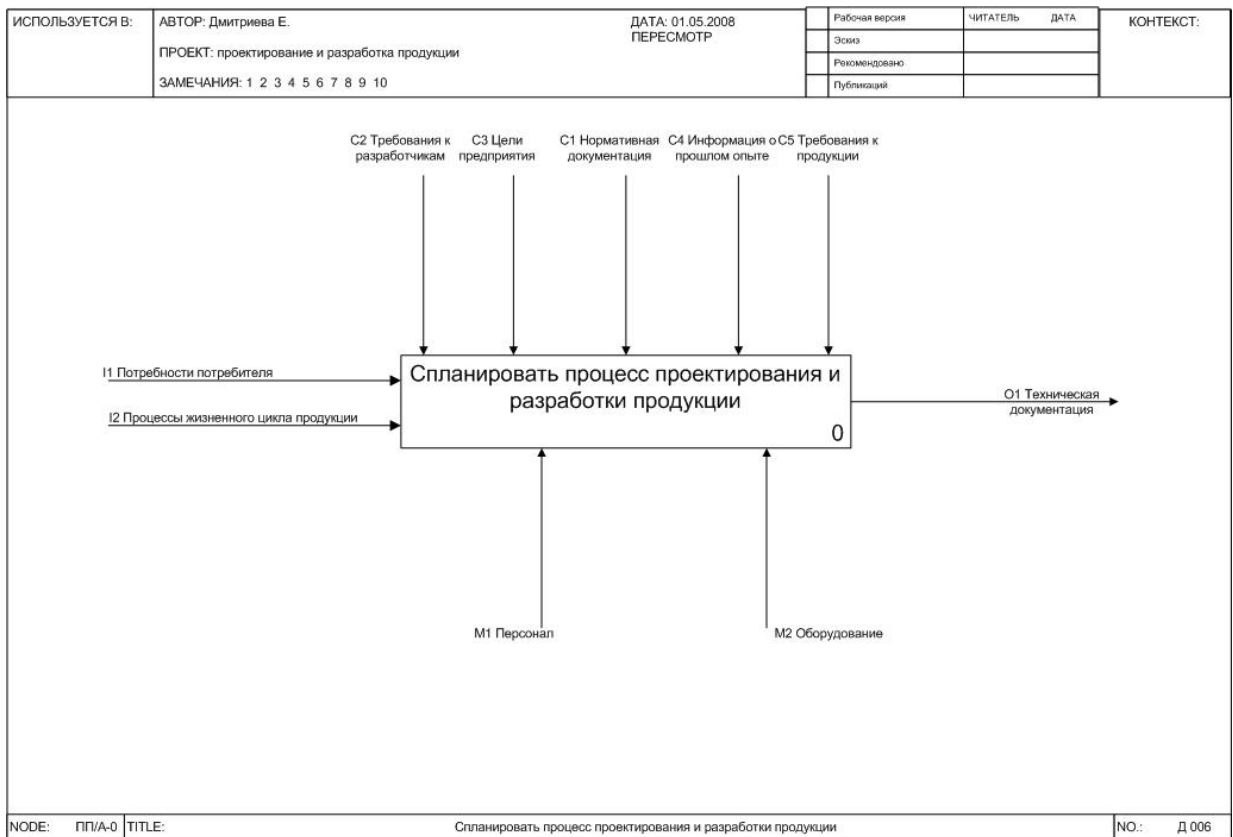 ИСПОЛЬЗУЕТСЯ В:
АВТОР: Дмитриева Е.
ДАТА: 01.05.2008
ПЕРЕСМОТР
ПРОЕКТ: проектирование и разработка продукции
ЗАМЕЧАНИЯ: 1 2 3 4 5 6 7 8 9 10
Рабочая версия
ЧИТАТЕЛЬ ДАТА
Эскиз
Рекомендовано
Публикаций
КОНТЕКСТ:
C2 Требования к
разработчикам
C3 Цели
предприятия
C1 Нормативная
документация
C4 Информация о
прошлом опыте
C5 Требования к
продукции
I1 Потребности потребителя
I2 Процессы жизненного цикла продукции
Спланировать процесс проектирования и
разработки продукции
0
O1 Техническая
документация
M1 Персонал
M2 Оборудование
NODE: ПП/А-0
TITLE: Спланировать процесс проектирования и разработки продукции
NO.: Д 006